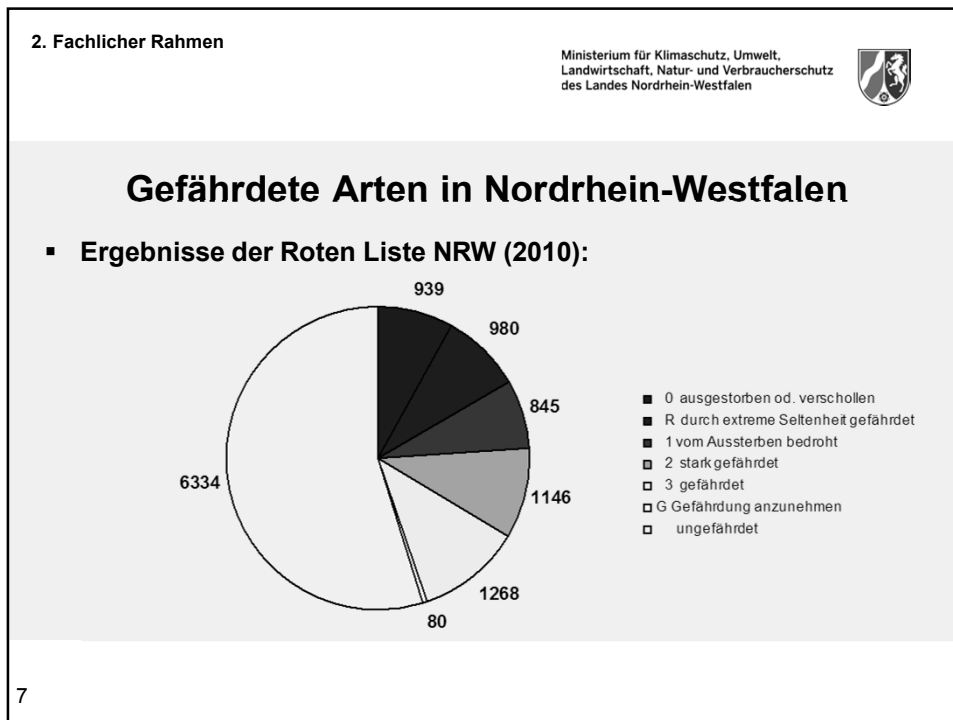 2. Fachlicher Rahmen
Ministerium für Klimaschutz, Umwelt,
Landwirtschaft, Natur- und Verbraucherschutz
des Landes Nordrhein-Westfalen
Gefährdete Arten in Nordrhein-Westfalen
▪ Ergebnisse der Roten Liste NRW (2010):
939
980
845
1146
1268
80
6334
0 ausgestorben od. verschollen
R durch extreme Seltenheit gefährdet
1 vom Aussterben bedroht
2 stark gefährdet
3 gefährdet
G Gefährdung anzunehmen
ungefährdet
7